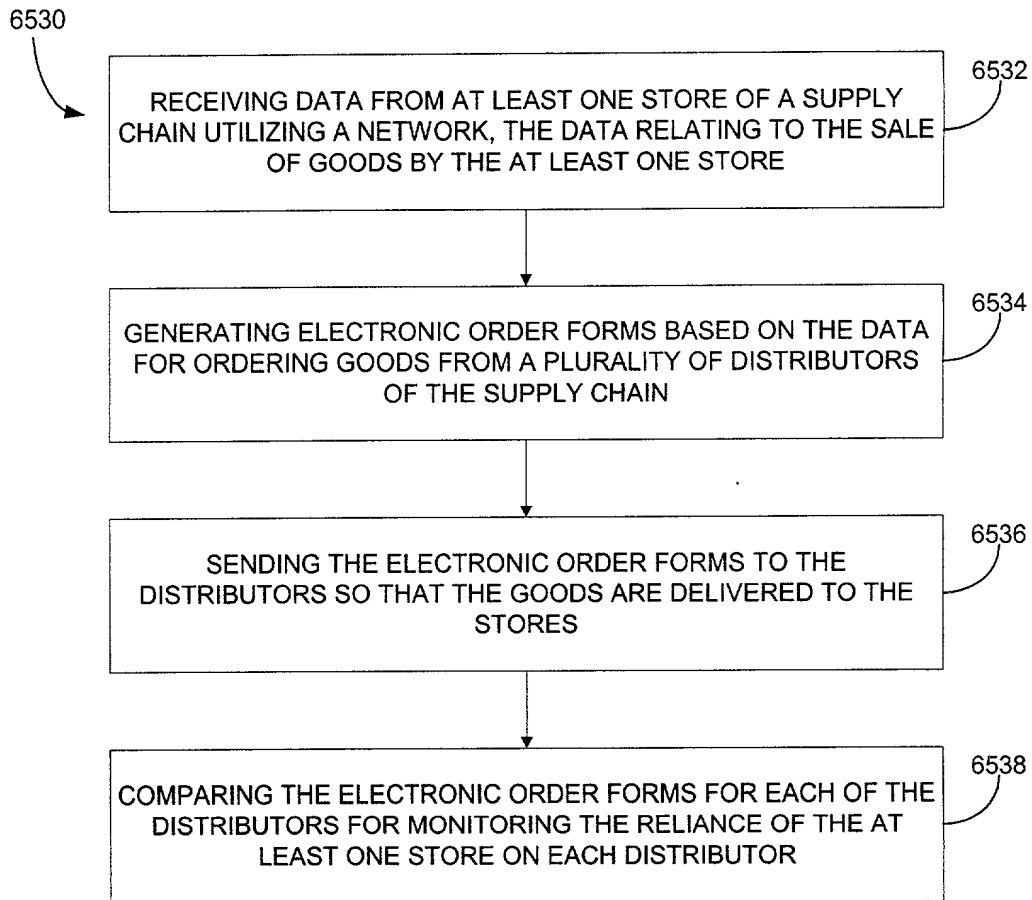 6530
6532
RECEIVING DATA FROM AT LEAST ONE STORE OF A SUPPLY
CHAIN UTILIZING A NETWORK, THE DATA RELATING TO THE SALE
OF GOODS BY THE AT LEAST ONE STORE
6534
GENERATING ELECTRONIC ORDER FORMS BASED ON THE DATA
FOR ORDERING GOODS FROM A PLURALITY OF DISTRIBUTORS
OF THE SUPPLY CHAIN
6536
SENDING THE ELECTRONIC ORDER FORMS TO THE
DISTRIBUTORS SO THAT THE GOODS ARE DELIVERED TO THE
STORES
6538
COMPARING THE ELECTRONIC ORDER FORMS FOR EACH OF THE
DISTRIBUTORS FOR MONITORING THE RELIANCE OF THE AT
LEAST ONE STORE ON EACH DISTRIBUTOR